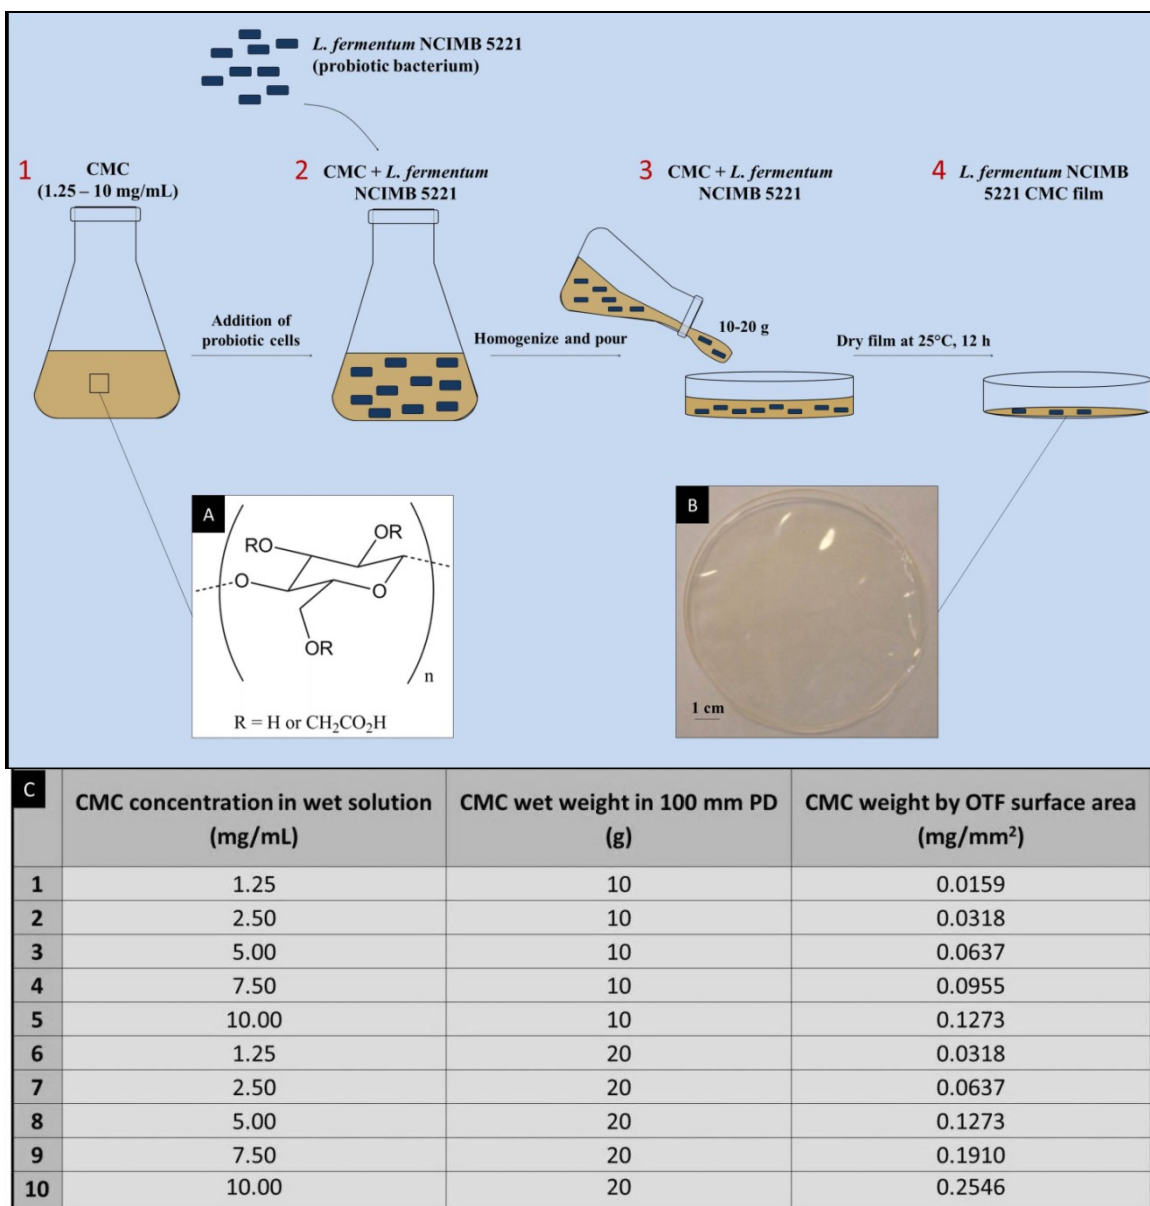 L. fermentum NCIMB 5221
(probiotic bacterium)
1
CMC
(1.25 – 10 mg/mL)
2
CMC + L. fermentum
NCIMB 5221
3
CMC + L. fermentum
NCIMB 5221
4
L. fermentum NCIMB
5221 CMC film
Addition of
probiotic cells
Homogenize and pour
10-20 g
Dry film at 25°C, 12 h
A
RO
OR
O
O
OR
n
R = H or CH₂CO₂H
B
1 cm
C
CMC concentration in wet solution
(mg/mL)
CMC wet weight in 100 mm PD
(g)
CMC weight by OTF surface area
(mg/mm²)
1 1.25 10 0.0159
2 2.50 10 0.0318
3 5.00 10 0.0637
4 7.50 10 0.0955
5 10.00 10 0.1273
6 1.25 20 0.0318
7 2.50 20 0.0637
8 5.00 20 0.1273
9 7.50 20 0.1910
10 10.00 20 0.2546